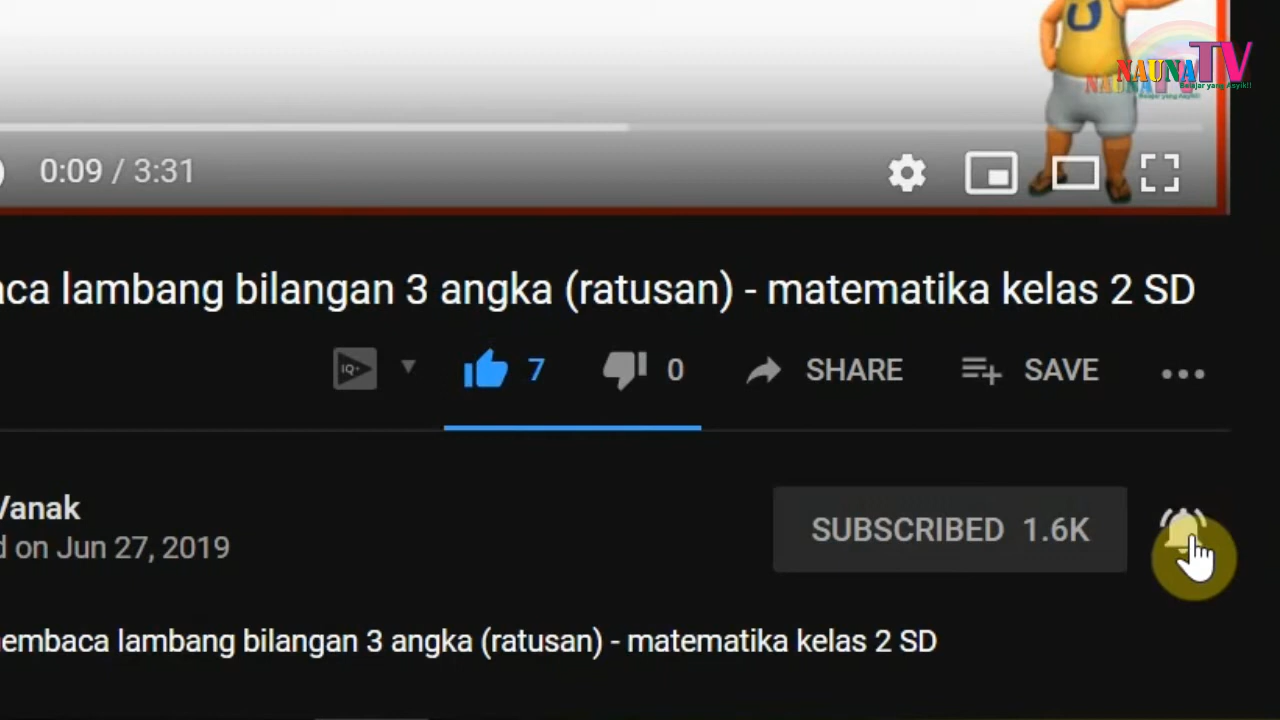 NAUNA TV
Belajar yang Asyik!!
0:09 / 3:31
aca lambang bilangan 3 angka (ratusan) - matematika kelas 2 SD
IQ+ 7 0 SHARE SAVE
Vanak
d on Jun 27, 2019
SUBSCRIBED 1.6K
embaca lambang bilangan 3 angka (ratusan) - matematika kelas 2 SD